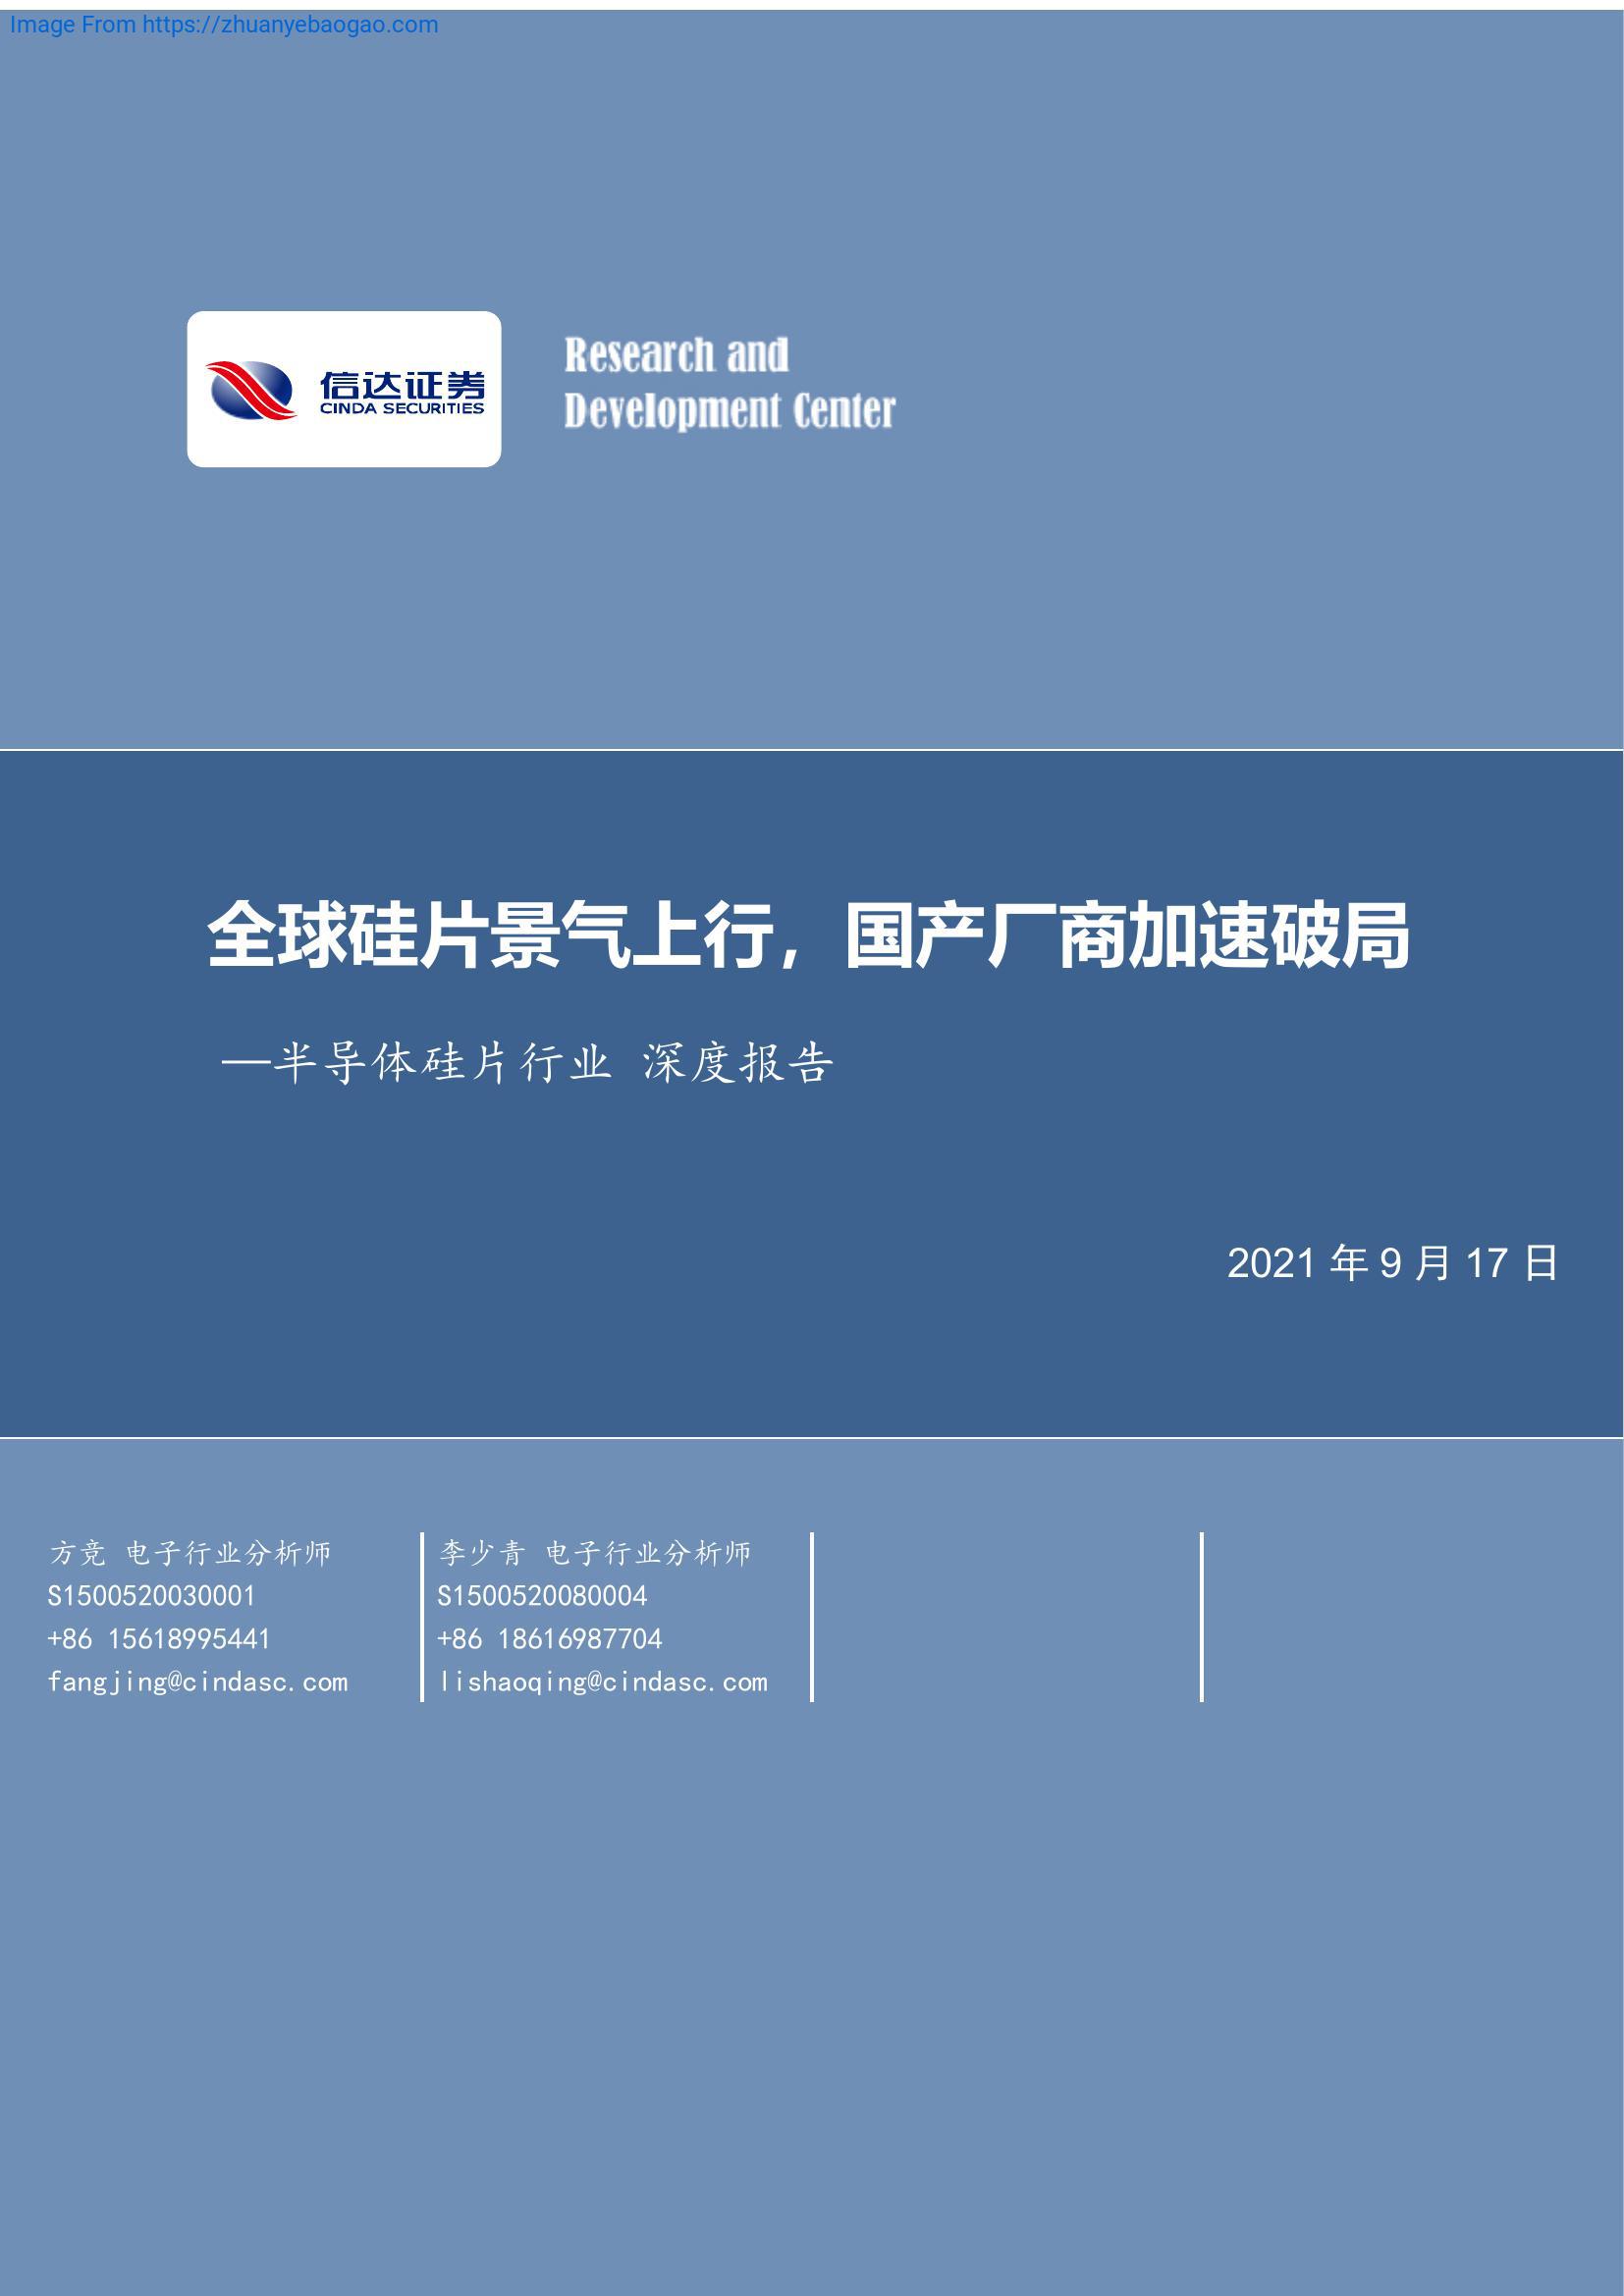 Image From https://zhuanyebaogao.com
信达证券
CINDA SECURITIES
Research and
Development Center
全球硅片景气上行，国产厂商加速破局
—半导体硅片行业 深度报告
2021 年 9 月 17 日
方竞 电子行业分析师
S1500520030001
+86 15618995441
fangjing@cindasc.com
李少青 电子行业分析师
S1500520080004
+86 18616987704
lishaoqing@cindasc.com